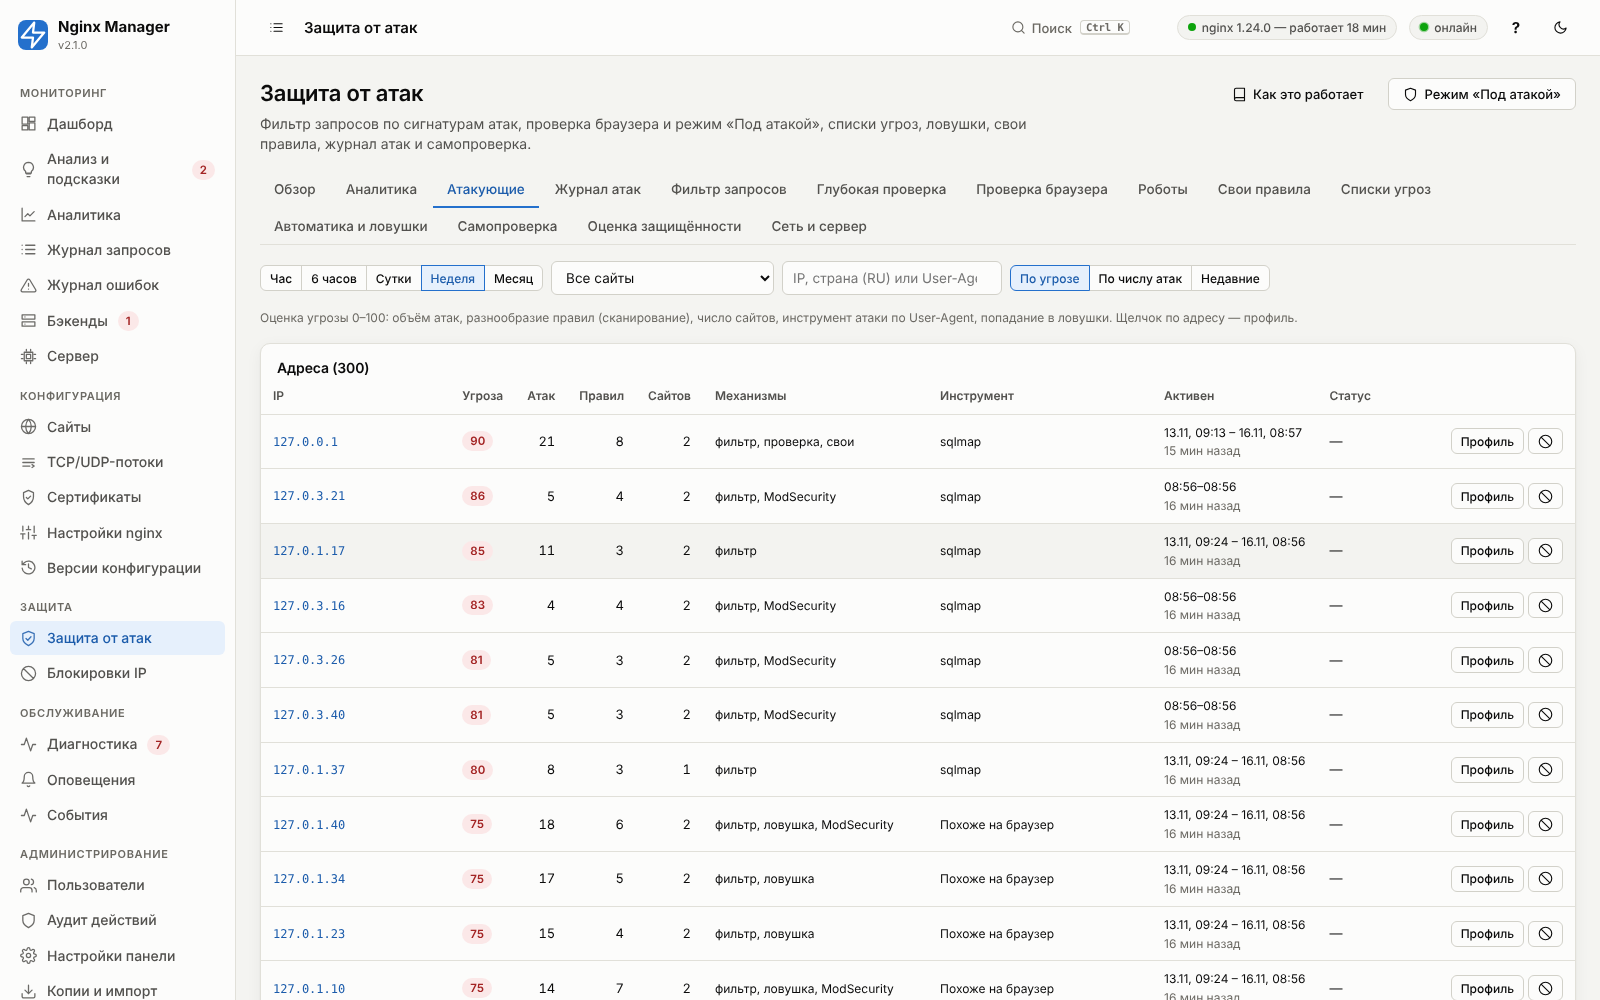 Nginx Manager
v2.1.0
Защита от атак
Поиск Ctrl K
nginx 1.24.0 — работает 18 мин
онлайн
?
МОНИТОРИНГ
Дашборд
Анализ и
подсказки
2
Аналитика
Журнал запросов
Журнал ошибок
Бэкенды 1
Сервер
КОНФИГУРАЦИЯ
Сайты
TCP/UDP-потоки
Сертификаты
Настройки nginx
Версии конфигурации
ЗАЩИТА
Защита от атак
Блокировки IP
ОБСЛУЖИВАНИЕ
Диагностика 7
Оповещения
События
АДМИНИСТРИРОВАНИЕ
Пользователи
Аудит действий
Настройки панели
Копии и импорт
Защита от атак
Как это работает
Режим «Под атакой»
Фильтр запросов по сигнатурам атак, проверка браузера и режим «Под атакой», списки угроз, ловушки, свои
правила, журнал атак и самопроверка.
Обзор Аналитика Атакующие Журнал атак Фильтр запросов Глубокая проверка Проверка браузера Роботы Свои правила Списки угроз
Автоматика и ловушки Самопроверка Оценка защищённости Сеть и сервер
Час 6 часов Сутки Неделя Месяц Все сайты IP, страна (RU) или User-Age По угрозе По числу атак Недавние
Оценка угрозы 0–100: объём атак, разнообразие правил (сканирование), число сайтов, инструмент атаки по User-Agent, попадание в ловушки. Щелчок по адресу — профиль.
Адреса (300)
IP Угроза Атак Правил Сайтов Механизмы Инструмент Активен Статус
127.0.0.1 90 21 8 2 фильтр, проверка, свои sqlmap 13.11, 09:13 – 16.11, 08:57 — Профиль
15 мин назад
127.0.3.21 86 5 4 2 фильтр, ModSecurity sqlmap 08:56–08:56 — Профиль
16 мин назад
127.0.1.17 85 11 3 2 фильтр sqlmap 13.11, 09:24 – 16.11, 08:56 — Профиль
16 мин назад
127.0.3.16 83 4 4 2 фильтр, ModSecurity sqlmap 08:56–08:56 — Профиль
16 мин назад
127.0.3.26 81 5 3 2 фильтр, ModSecurity sqlmap 08:56–08:56 — Профиль
16 мин назад
127.0.3.40 81 5 3 2 фильтр, ModSecurity sqlmap 08:56–08:56 — Профиль
16 мин назад
127.0.1.37 80 8 3 1 фильтр sqlmap 13.11, 09:24 – 16.11, 08:56 — Профиль
16 мин назад
127.0.1.40 75 18 6 2 фильтр, ловушка, ModSecurity Похоже на браузер 13.11, 09:24 – 16.11, 08:56 — Профиль
16 мин назад
127.0.1.34 75 17 5 2 фильтр, ловушка Похоже на браузер 13.11, 09:24 – 16.11, 08:56 — Профиль
16 мин назад
127.0.1.23 75 15 4 2 фильтр, ловушка Похоже на браузер 13.11, 09:24 – 16.11, 08:56 — Профиль
16 мин назад
127.0.1.10 75 14 7 2 фильтр, ловушка, ModSecurity Похоже на браузер 13.11, 09:24 – 16.11, 08:56 — Профиль
16 мин назад